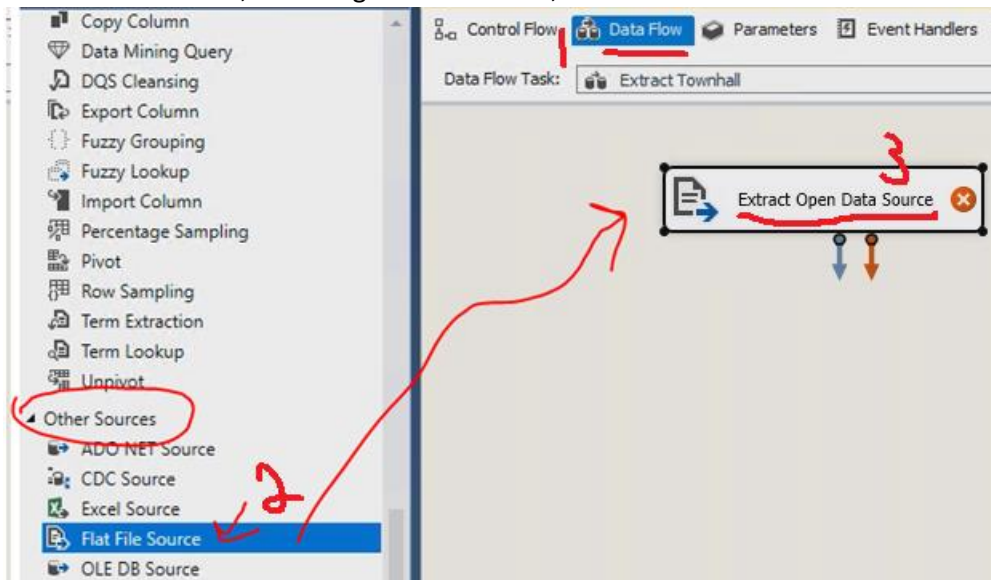 Copy Column
Data Mining Query
DQS Cleansing
Export Column
Fuzzy Grouping
Fuzzy Lookup
Import Column
Percentage Sampling
Pivot
Row Sampling
Term Extraction
Term Lookup
Unpivot
Other Sources
ADO NET Source
CDC Source
2
Excel Source
Flat File Source
OLE DB Source
Control Flow 1 Data Flow Parameters Event Handlers
Data Flow Task: Extract Townhall
3
Extract Open Data Source